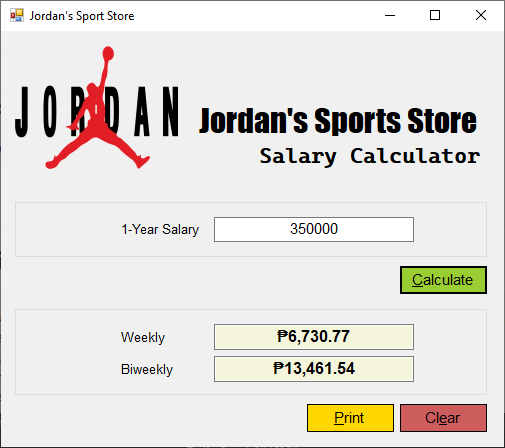 Jordan's Sport Store
JORDAN
Jordan's Sports Store
Salary Calculator
1-Year Salary 350000
Calculate
Weekly ₱6,730.77
Biweekly ₱13,461.54
Print Clear